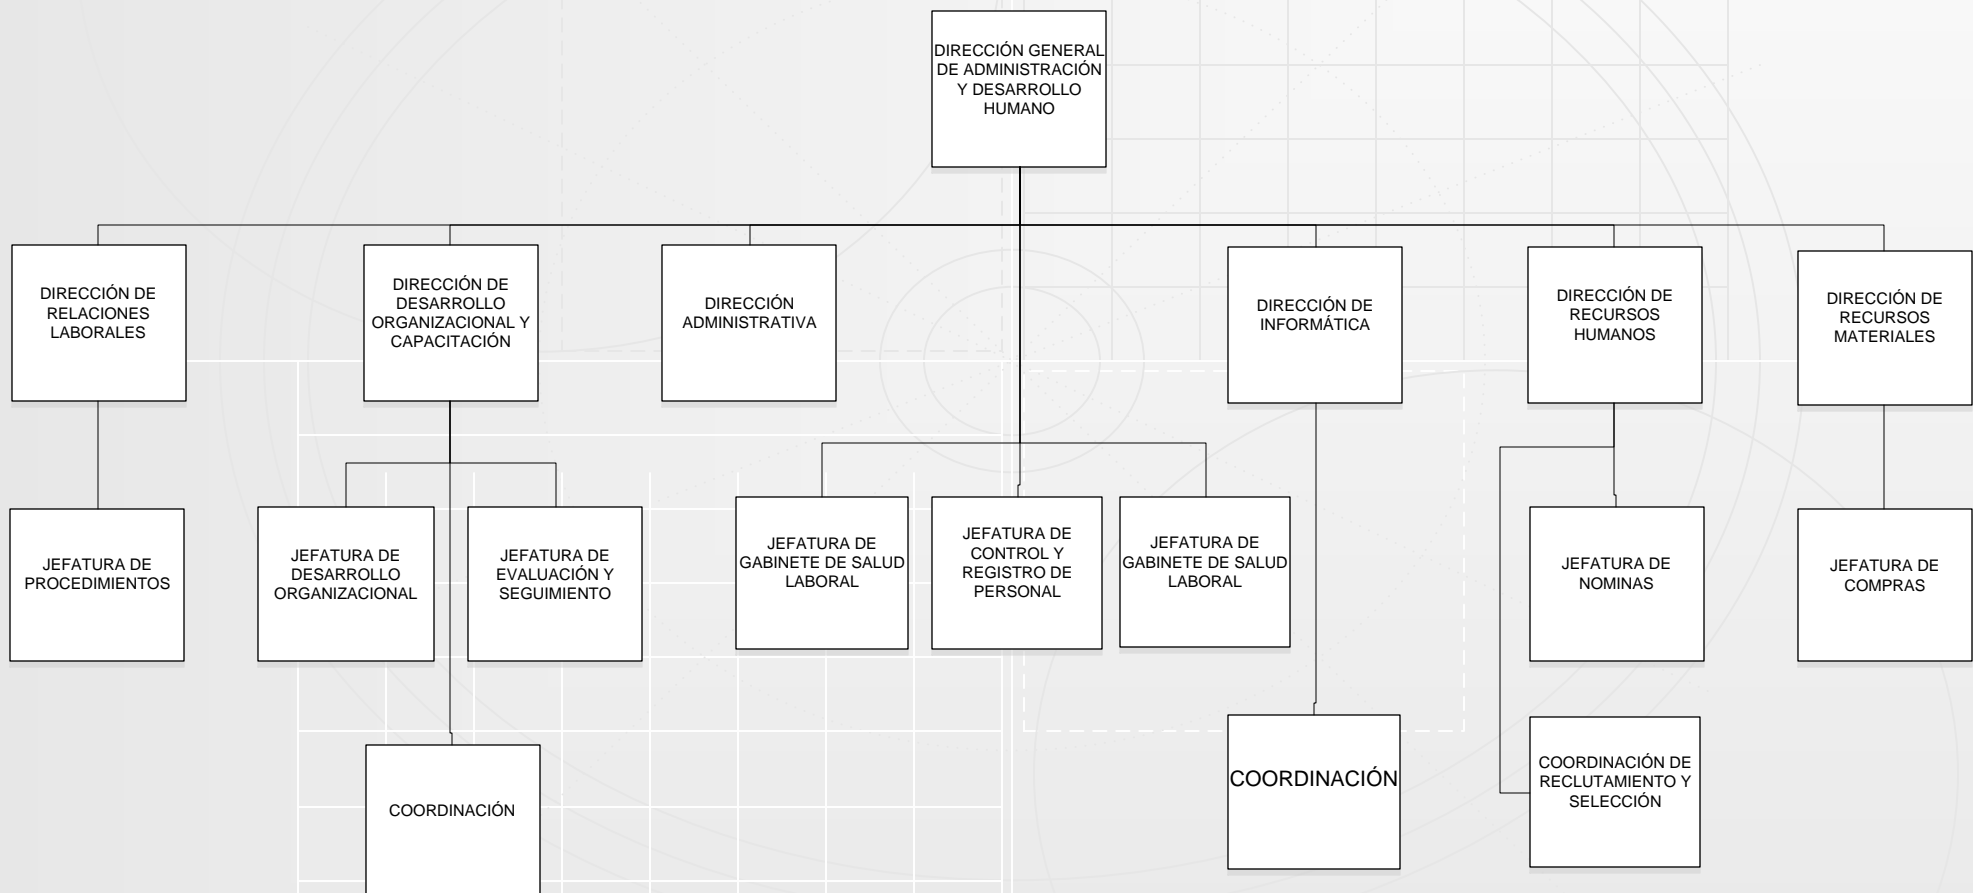 DIRECCIÓN GENERAL
DE ADMINISTRACIÓN
Y DESARROLLO
HUMANO
DIRECCIÓN DE
RELACIONES
LABORALES
DIRECCIÓN DE
DESARROLLO
ORGANIZACIONAL Y
CAPACITACIÓN
DIRECCIÓN
ADMINISTRATIVA
DIRECCIÓN DE
INFORMÁTICA
DIRECCIÓN DE
RECURSOS
HUMANOS
DIRECCIÓN DE
RECURSOS
MATERIALES
JEFATURA DE
PROCEDIMIENTOS
JEFATURA DE
DESARROLLO
ORGANIZACIONAL
JEFATURA DE
EVALUACIÓN Y
SEGUIMIENTO
JEFATURA DE
GABINETE DE SALUD
LABORAL
JEFATURA DE
CONTROL Y
REGISTRO DE
PERSONAL
JEFATURA DE
GABINETE DE SALUD
LABORAL
JEFATURA DE
NOMINAS
JEFATURA DE
COMPRAS
COORDINACIÓN
COORDINACIÓN
COORDINACIÓN DE
RECLUTAMIENTO Y
SELECCIÓN